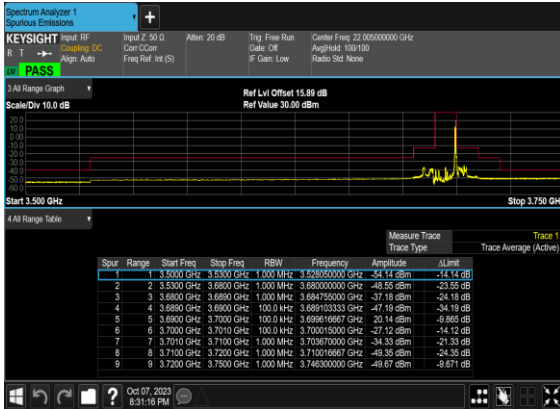 Spectrum Analyzer 1
Spurious Emissions
KEYSIGHT Input: RF Input Z: 50 Ω Atten: 20 dB Trig: Free Run Center Freq: 22.005000000 GHz
R T Coupling: DC Corr CCorr Gate: Off Avg|Hold: 100/100
Align: Auto Freq Ref: Int (S) IF Gain: Low Radio Std: None
PASS
3 All Range Graph Ref Lvl Offset 15.89 dB
Scale/Div 10.0 dB Ref Value 30.00 dBm
20.0
10.0
0.00
-10.0
-20.0
-30.0
-40.0
-50.0
-60.0
Start 3.500 GHz Stop 3.750 GH
4 All Range Table
Measure Trace Trace 1
Trace Type Trace Average (Active)
Spur Range Start Freq Stop Freq RBW Frequency Amplitude ΔLimit
1 1 3.5000 GHz 3.5300 GHz 1.000 MHz 3.528050000 GHz -54.14 dBm -14.14 dB
2 2 3.5300 GHz 3.6800 GHz 1.000 MHz 3.680000000 GHz -48.55 dBm -23.55 dB
3 3 3.6800 GHz 3.6890 GHz 1.000 MHz 3.684755000 GHz -37.18 dBm -24.18 dB
4 4 3.6890 GHz 3.6900 GHz 100.0 kHz 3.689103333 GHz -47.19 dBm -34.19 dB
5 5 3.6900 GHz 3.7000 GHz 100.0 kHz 3.699616667 GHz 20.14 dBm -9.865 dB
6 6 3.7000 GHz 3.7010 GHz 100.0 kHz 3.700015000 GHz -27.12 dBm -14.12 dB
7 7 3.7010 GHz 3.7100 GHz 1.000 MHz 3.703670000 GHz -34.33 dBm -21.33 dB
8 8 3.7100 GHz 3.7200 GHz 1.000 MHz 3.710016667 GHz -49.35 dBm -24.35 dB
9 9 3.7200 GHz 3.7500 GHz 1.000 MHz 3.746300000 GHz -49.67 dBm -9.671 dB
? Oct 07, 2023
8:31:16 PM